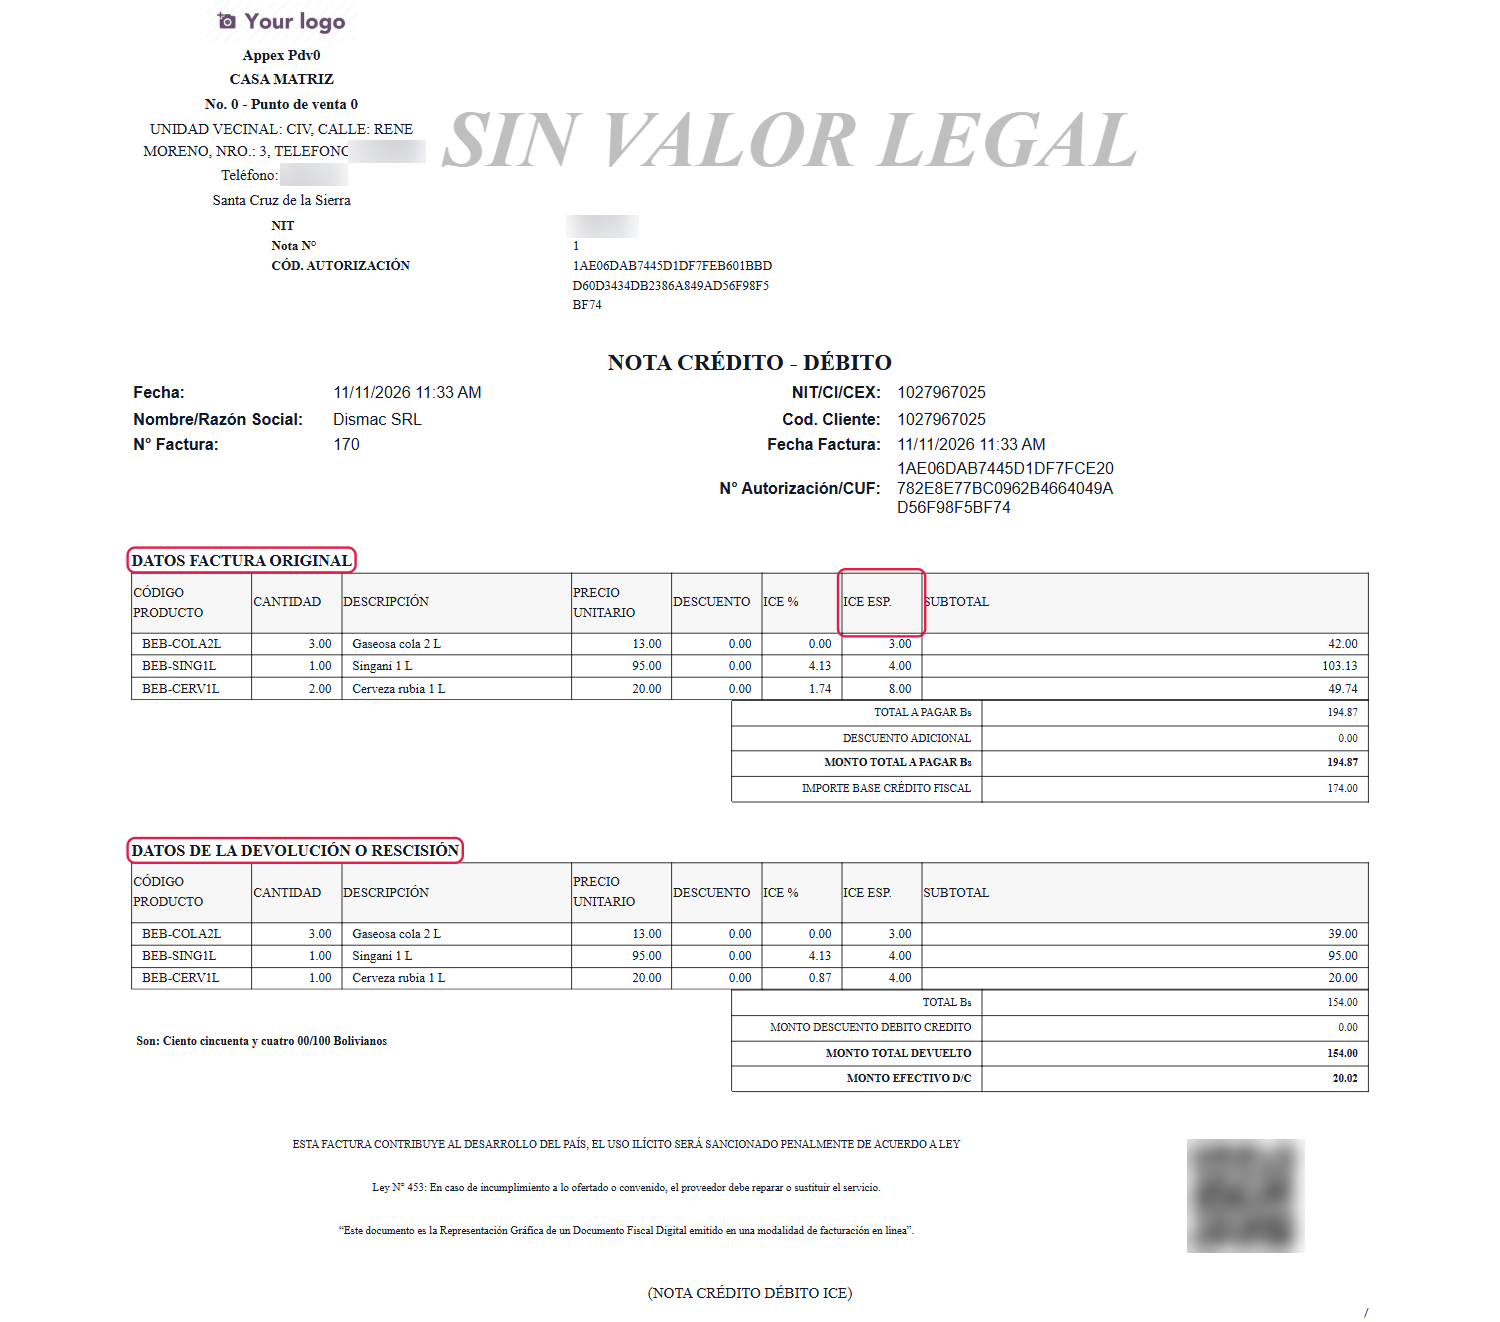 Your logo
Appex Pdv0
CASA MATRIZ
No. 0 - Punto de venta 0
UNIDAD VECINAL: CIV, CALLE: RENE
MORENO, NRO.: 3, TELEFONO
Teléfono:
Santa Cruz de la Sierra
SIN VALOR LEGAL
NIT
Nota N° 1
CÓD. AUTORIZACIÓN 1AE06DAB7445D1DF7FEB601BBD
D60D3434DB2386A849AD56F98F5
BF74
NOTA CRÉDITO - DÉBITO
Fecha: 11/11/2026 11:33 AM NIT/CI/CEX: 1027967025
Nombre/Razón Social: Dismac SRL Cod. Cliente: 1027967025
N° Factura: 170 Fecha Factura: 11/11/2026 11:33 AM
N° Autorización/CUF: 1AE06DAB7445D1DF7FCE20
782E8E77BC0962B4664049A
D56F98F5BF74
DATOS FACTURA ORIGINAL
CÓDIGO PRODUCTO CANTIDAD DESCRIPCIÓN PRECIO UNITARIO DESCUENTO ICE % ICE ESP. SUBTOTAL
BEB-COLA2L 3.00 Gaseosa cola 2 L 13.00 0.00 0.00 3.00 42.00
BEB-SING1L 1.00 Singani 1 L 95.00 0.00 4.13 4.00 103.13
BEB-CERV1L 2.00 Cerveza rubia 1 L 20.00 0.00 1.74 8.00 49.74
TOTAL A PAGAR Bs 194.87
DESCUENTO ADICIONAL 0.00
MONTO TOTAL A PAGAR Bs 194.87
IMPORTE BASE CRÉDITO FISCAL 174.00
DATOS DE LA DEVOLUCIÓN O RESCISIÓN
CÓDIGO PRODUCTO CANTIDAD DESCRIPCIÓN PRECIO UNITARIO DESCUENTO ICE % ICE ESP. SUBTOTAL
BEB-COLA2L 3.00 Gaseosa cola 2 L 13.00 0.00 0.00 3.00 39.00
BEB-SING1L 1.00 Singani 1 L 95.00 0.00 4.13 4.00 95.00
BEB-CERV1L 1.00 Cerveza rubia 1 L 20.00 0.00 0.87 4.00 20.00
TOTAL Bs 154.00
MONTO DESCUENTO DEBITO CREDITO 0.00
Son: Ciento cincuenta y cuatro 00/100 Bolivianos
MONTO TOTAL DEVUELTO 154.00
MONTO EFECTIVO D/C 20.02
ESTA FACTURA CONTRIBUYE AL DESARROLLO DEL PAÍS, EL USO ILÍCITO SERÁ SANCIONADO PENALMENTE DE ACUERDO A LEY
Ley N° 453: En caso de incumplimiento a lo ofertado o convenido, el proveedor debe reparar o sustituir el servicio.
“Este documento es la Representación Gráfica de un Documento Fiscal Digital emitido en una modalidad de facturación en línea”.
(NOTA CRÉDITO DÉBITO ICE)
/